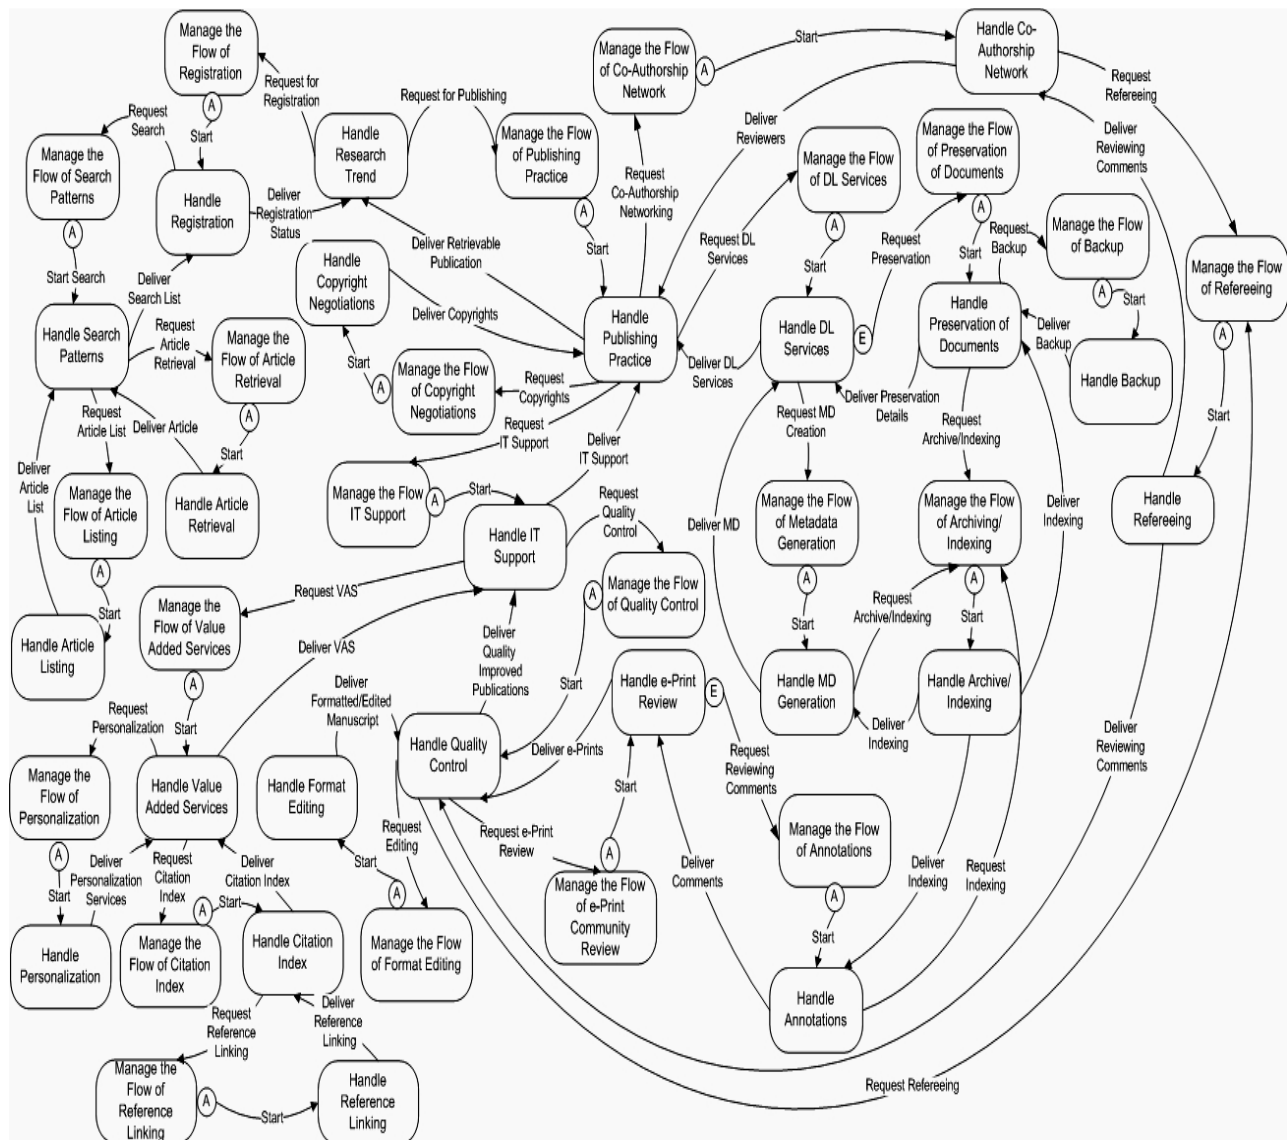 Manage the
Flow of
Registration
A
Start
Request for
Registration
Request
Search
Manage the
Flow of Search
Patterns
A
Start Search
Handle
Registration
Deliver
Registration
Status
Deliver
Search List
Handle
Research
Trend
Request for Publishing
Manage the Flow
of Publishing
Practice
A
Start
Manage the Flow
of Co-Authorship
Network
A
Start
Handle Co-
Authorship
Network
Request
Refereeing
Deliver
Reviewers
Deliver
Reviewing
Comments
Request
Co-Authorship
Networking
Manage the Flow
of DL Services
A
Start
Manage the Flow
of Preservation
of Documents
A
Start
Request
Preservation
Request
Backup
Manage the Flow
of Backup
A
Start
Deliver
Backup
Handle Backup
Manage the Flow
of Refereeing
A
Start
Handle
Refereeing
Deliver Retrievable
Publication
Request DL
Services
Handle
Copyright
Negotiations
Deliver Copyrights
Start
A
Manage the Flow
of Copyright
Negotiations
Request
Copyrights
Handle
Publishing
Practice
Deliver DL
Services
Handle DL
Services
E
Handle
Preservation of
Documents
Deliver Preservation
Details
Handle Search
Patterns
Request
Article
Retrieval
Manage the
Flow of Article
Retrieval
A
Start
Request
Article List
Deliver Article
Deliver
Article
List
Manage the
Flow of Article
Listing
A
Start
Handle Article
Retrieval
Handle Article
Listing
Request
IT Support
Deliver
IT Support
Manage the Flow
IT Support
A
Start
Handle IT
Support
Request
Quality
Control
Manage the Flow
of Quality Control
A
Start
Request MD
Creation
Request
Archive/Indexing
Manage the Flow
of Metadata
Generation
A
Start
Manage the Flow
of Archiving/
Indexing
A
Start
Deliver MD
Deliver
Indexing
Request
Archive/Indexing
Handle MD
Generation
Deliver
Indexing
Handle Archive/
Indexing
Request VAS
Manage the
Flow of Value
Added Services
A
Start
Deliver VAS
Deliver
Quality
Improved
Publications
Deliver
Formatted/Edited
Manuscript
Handle e-Print
Review
E
Deliver e-Prints
Request
Reviewing
Comments
Deliver
Reviewing
Comments
Request
Personalization
Manage the
Flow of
Personalization
A
Start
Handle Value
Added Services
Deliver
Personalization
Services
Request
Citation
Index
Deliver
Citation Index
Handle Format
Editing
Handle Quality
Control
Request
Editing
Start
A
Manage the Flow
of Format Editing
Request e-Print
Review
Start
A
Manage the Flow
of e-Print
Community
Review
Deliver
Comments
Manage the Flow
of Annotations
A
Start
Deliver
Indexing
Request
Indexing
Handle
Annotations
Handle
Personalization
Manage the
Flow of Citation
Index
A
Start
Handle Citation
Index
Request
Reference
Linking
Deliver
Reference
Linking
Manage the
Flow of
Reference
Linking
A
Start
Handle
Reference
Linking
Request Refereeing